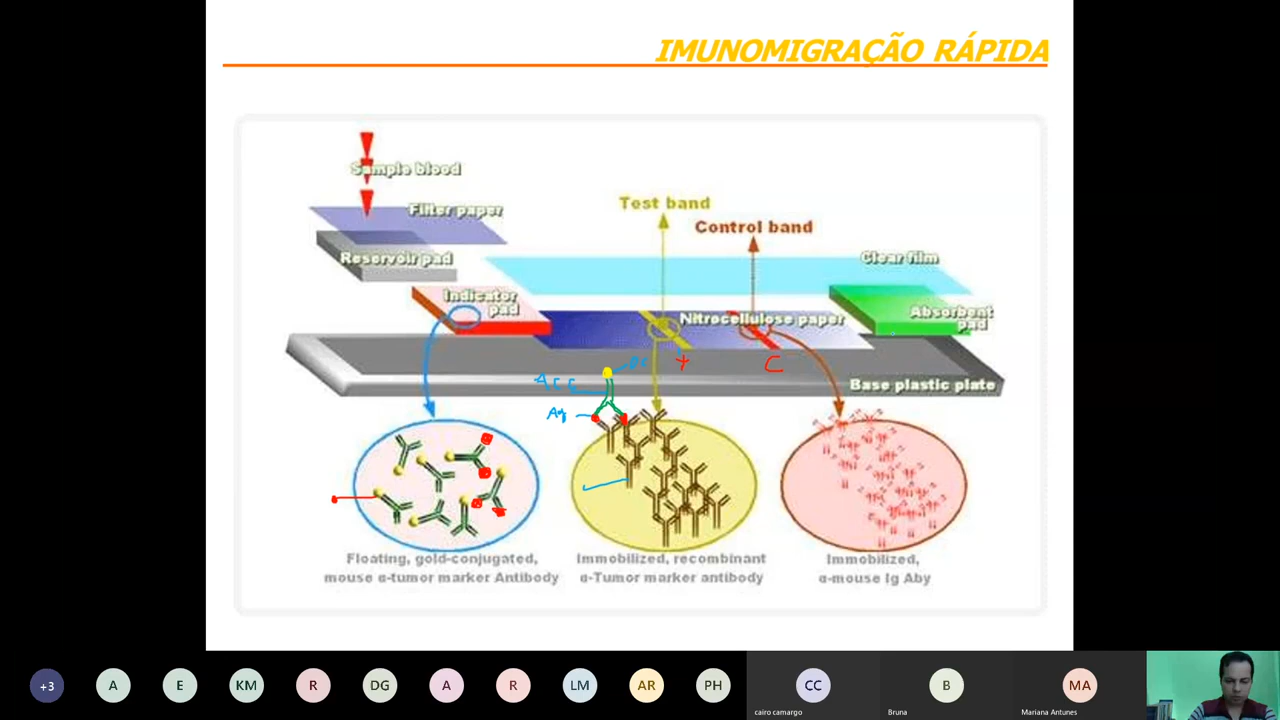 IMUNOMIGRAÇÃO RÁPIDA
Sample blood
Filter paper
Test band
Control band
Reservoir pad
Clear film
Indicator
pad
Nitrocellulose paper
Absorbent
pad
C
Base plastic plate
Ag
Floating, gold-conjugated,
mouse α-tumor marker Antibody
Immobilized, recombinant
α-Tumor marker antibody
Immobilized,
α-mouse Ig Aby
+3
A
E
KM
R
DG
A
R
LM
AR
PH
CC
cairo camargo
B
Bruna
MA
Mariana Antunes